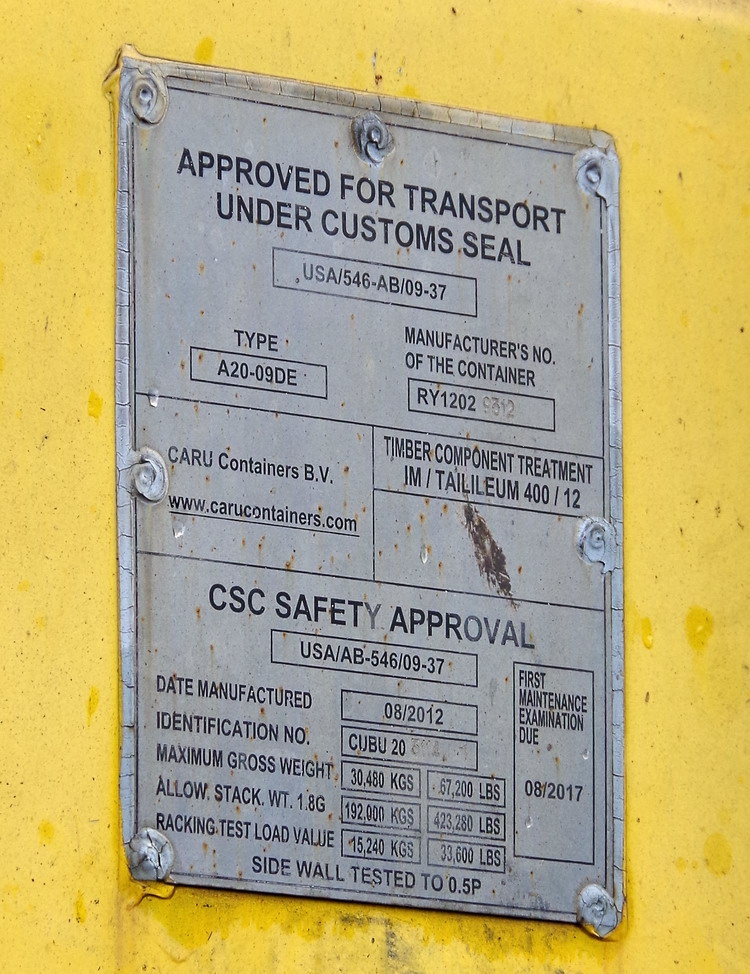 APPROVED FOR TRANSPORT
UNDER CUSTOMS SEAL
USA/546-AB/09-37
TYPE
A20-09DE
MANUFACTURER'S NO.
OF THE CONTAINER
RY1202 9312
CARU Containers B.V.
www.carucontainers.com
TIMBER COMPONENT TREATMENT
IM / TAILILEUM 400 / 12
CSC SAFETY APPROVAL
USA/AB-546/09-37
DATE MANUFACTURED 08/2012
IDENTIFICATION NO. CUBU 20
MAXIMUM GROSS WEIGHT 30,480 KGS 67,200 LBS
ALLOW. STACK. WT. 1.8G 192,000 KGS 423,280 LBS
RACKING TEST LOAD VALUE 15,240 KGS 33,600 LBS
SIDE WALL TESTED TO 0.5P
FIRST
MAINTENANCE
EXAMINATION
DUE
08/2017